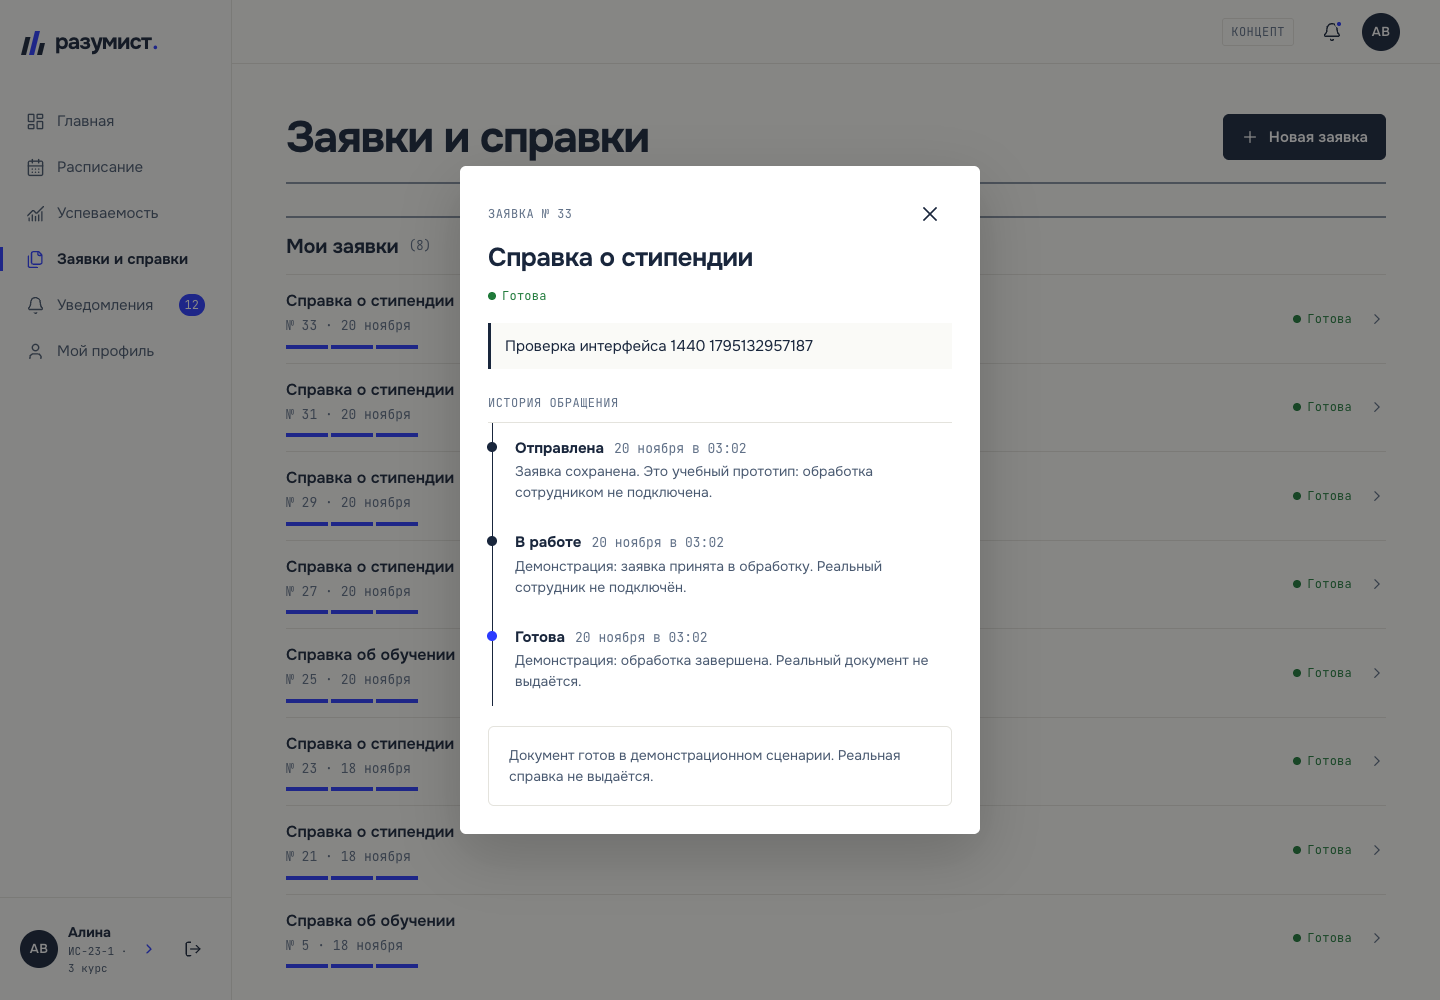 разумист.
КОНЦЕПТ
АВ
Главная
Расписание
Успеваемость
Заявки и справки
Уведомления 12
Мой профиль
Алина
АВ
ИС-23-1 ·
3 курс
Заявки и справки
Новая заявка
Мои заявки (8)
Справка о стипендии
№ 33 · 20 ноября
Готова
Справка о стипендии
№ 31 · 20 ноября
Готова
Справка о стипендии
№ 29 · 20 ноября
Готова
Справка о стипендии
№ 27 · 20 ноября
Готова
Справка об обучении
№ 25 · 20 ноября
Готова
Справка о стипендии
№ 23 · 18 ноября
Готова
Справка о стипендии
№ 21 · 18 ноября
Готова
Справка об обучении
№ 5 · 18 ноября
Готова
ЗАЯВКА № 33
Справка о стипендии
Готова
Проверка интерфейса 1440 1795132957187
ИСТОРИЯ ОБРАЩЕНИЯ
Отправлена 20 ноября в 03:02
Заявка сохранена. Это учебный прототип: обработка
сотрудником не подключена.
В работе 20 ноября в 03:02
Демонстрация: заявка принята в обработку. Реальный
сотрудник не подключён.
Готова 20 ноября в 03:02
Демонстрация: обработка завершена. Реальный документ не
выдаётся.
Документ готов в демонстрационном сценарии. Реальная
справка не выдаётся.